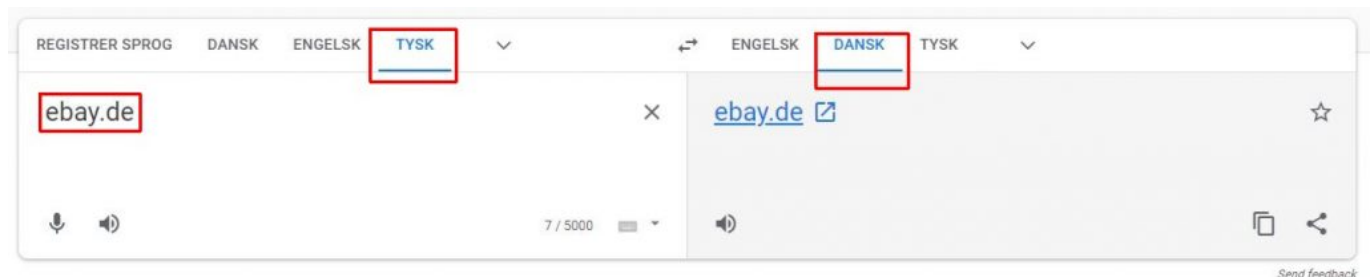 REGISTRER SPROG DANSK ENGELSK TYSK ENGELSK DANSK TYSK
ebay.de ebay.de
7 / 5000
Send feedback